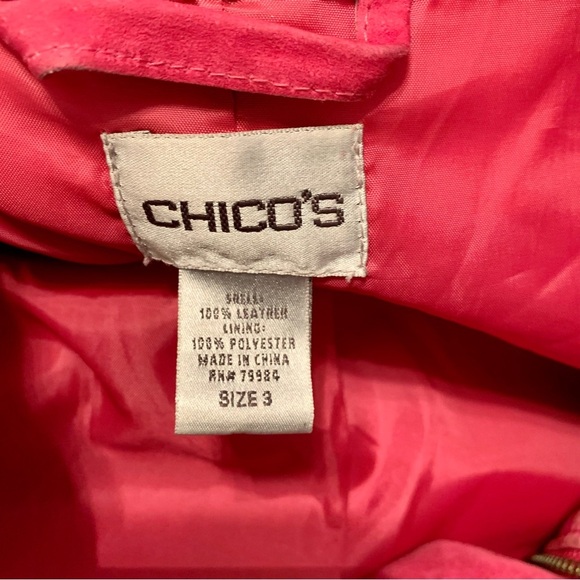 CHICO'S
SHELL:
100% LEATHER
LINING:
100% POLYESTER
MADE IN CHINA
RN# 79984
SIZE 3